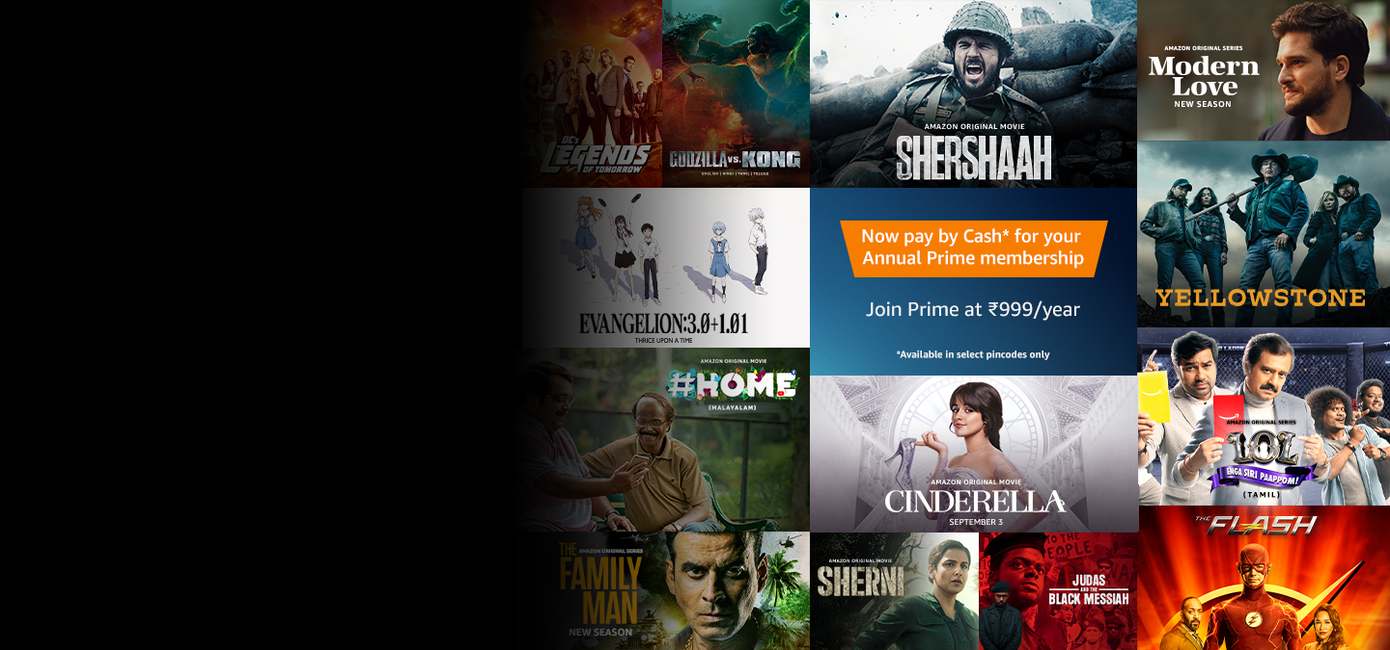 DC's
LEGENDS
OF TOMORROW
GODZILLA VS. KONG
ENGLISH | HINDI | TAMIL | TELUGU
AMAZON ORIGINAL MOVIE
SHERSHAAH
AMAZON ORIGINAL SERIES
Modern
Love
NEW SEASON
EVANGELION:3.0+1.01
THRICE UPON A TIME
Now pay by Cash* for your
Annual Prime membership
Join Prime at ₹999/year
*Available in select pincodes only
YELLOWSTONE
AMAZON ORIGINAL MOVIE
#HOME
(MALAYALAM)
AMAZON ORIGINAL MOVIE
CINDERELLA
SEPTEMBER 3
AMAZON ORIGINAL SERIES
LOL
ENGA SIRI PAAPPOM!
(TAMIL)
THE
AMAZON ORIGINAL SERIES
FAMILY
MAN
NEW SEASON
AMAZON ORIGINAL MOVIE
SHERNI
TO THE
PEOPLE
JUDAS
AND THE
BLACK MESSIAH
THE
FLASH